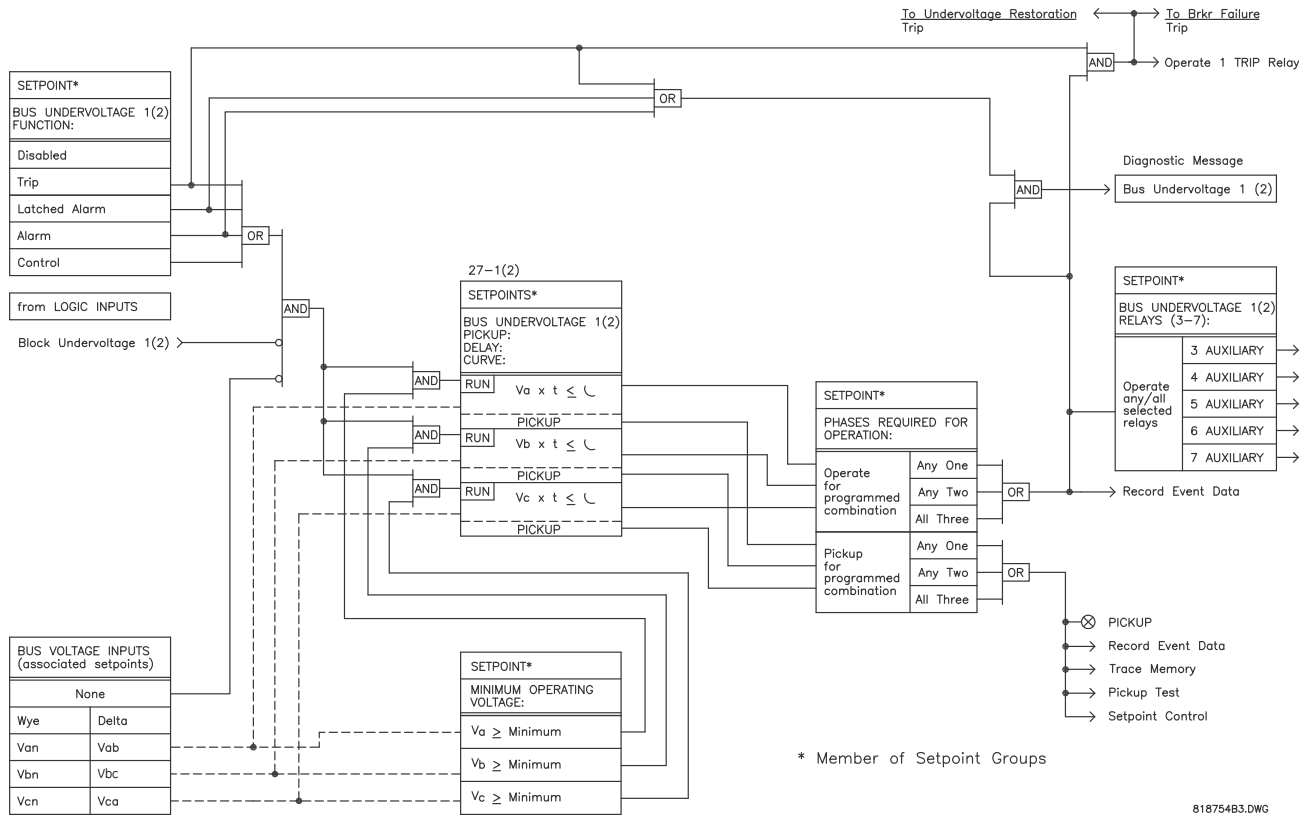 To Undervoltage Restoration
Trip
To Brkr Failure
Trip
AND
Operate 1 TRIP Relay
OR
SETPOINT*
BUS UNDERVOLTAGE 1(2)
FUNCTION:
Disabled
Trip
Latched Alarm
Alarm
Control
OR
AND
Diagnostic Message
Bus Undervoltage 1 (2)
from LOGIC INPUTS
Block Undervoltage 1(2)
AND
27-1(2)
SETPOINTS*
BUS UNDERVOLTAGE 1(2)
PICKUP:
DELAY:
CURVE:
AND
RUN
Va x t ≤
PICKUP
AND
RUN
Vb x t ≤
PICKUP
AND
RUN
Vc x t ≤
PICKUP
SETPOINT*
BUS UNDERVOLTAGE 1(2)
RELAYS (3-7):
Operate
any/all
selected
relays
3 AUXILIARY
4 AUXILIARY
5 AUXILIARY
6 AUXILIARY
7 AUXILIARY
SETPOINT*
PHASES REQUIRED FOR
OPERATION:
Operate
for
programmed
combination
Any One
Any Two
All Three
OR
Record Event Data
Pickup
for
programmed
combination
Any One
Any Two
All Three
OR
PICKUP
Record Event Data
Trace Memory
Pickup Test
Setpoint Control
BUS VOLTAGE INPUTS
(associated setpoints)
None
Wye Delta
Van Vab
Vbn Vbc
Vcn Vca
SETPOINT*
MINIMUM OPERATING
VOLTAGE:
Va ≥ Minimum
Vb ≥ Minimum
Vc ≥ Minimum
* Member of Setpoint Groups
818754B3.DWG